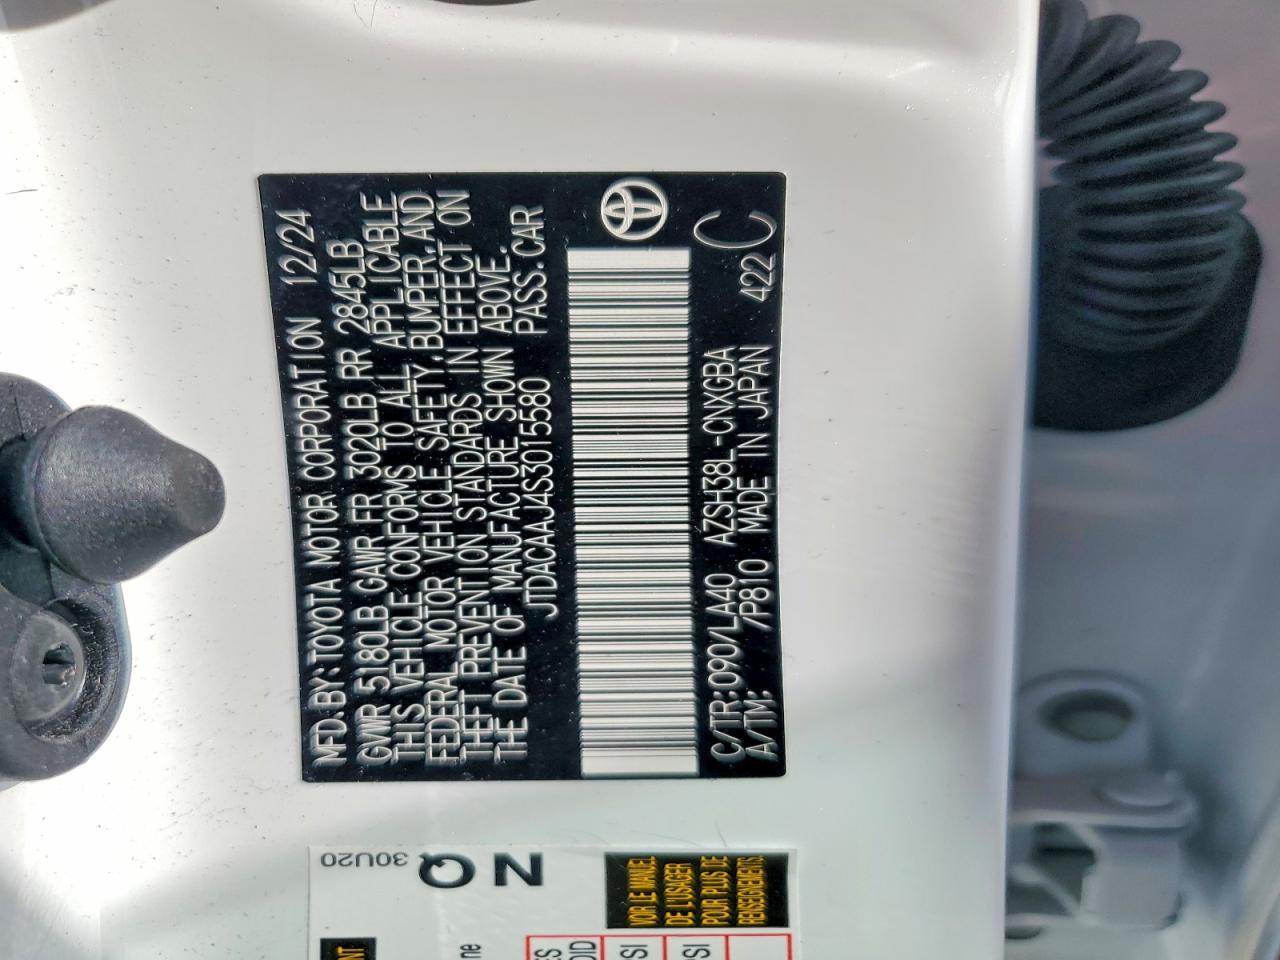 MFD. BY: TOYOTA MOTOR CORPORATION 12/24
GVWR 5180LB GAWR FR 3020LB RR 2845LB
THIS VEHICLE CONFORMS TO ALL APPLICABLE
FEDERAL MOTOR VEHICLE SAFETY, BUMPER, AND
THEFT PREVENTION STANDARDS IN EFFECT ON
THE DATE OF MANUFACTURE SHOWN ABOVE.
JTDACAAJ4S3015580 PASS. CAR
C/TR: 090/LA40 AZSH38L-CNXGBA
A/TM: /P810 MADE IN JAPAN 422 C
30U20
NQ
VOIR LE MANUEL
DE L'USAGER
POUR PLUS DE
RENSEIGNEMENTS.